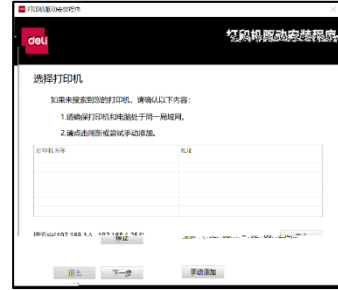 打印机驱动安装程序
deli
打印机驱动安装程序
选择打印机
如果未搜索到您的打印机，请确认以下内容：
1.请确保打印机和电脑处于同一局域网。
2.请点击刷新或尝试手动添加。
打印机名称 地址
停止
退出 下一步 手动添加